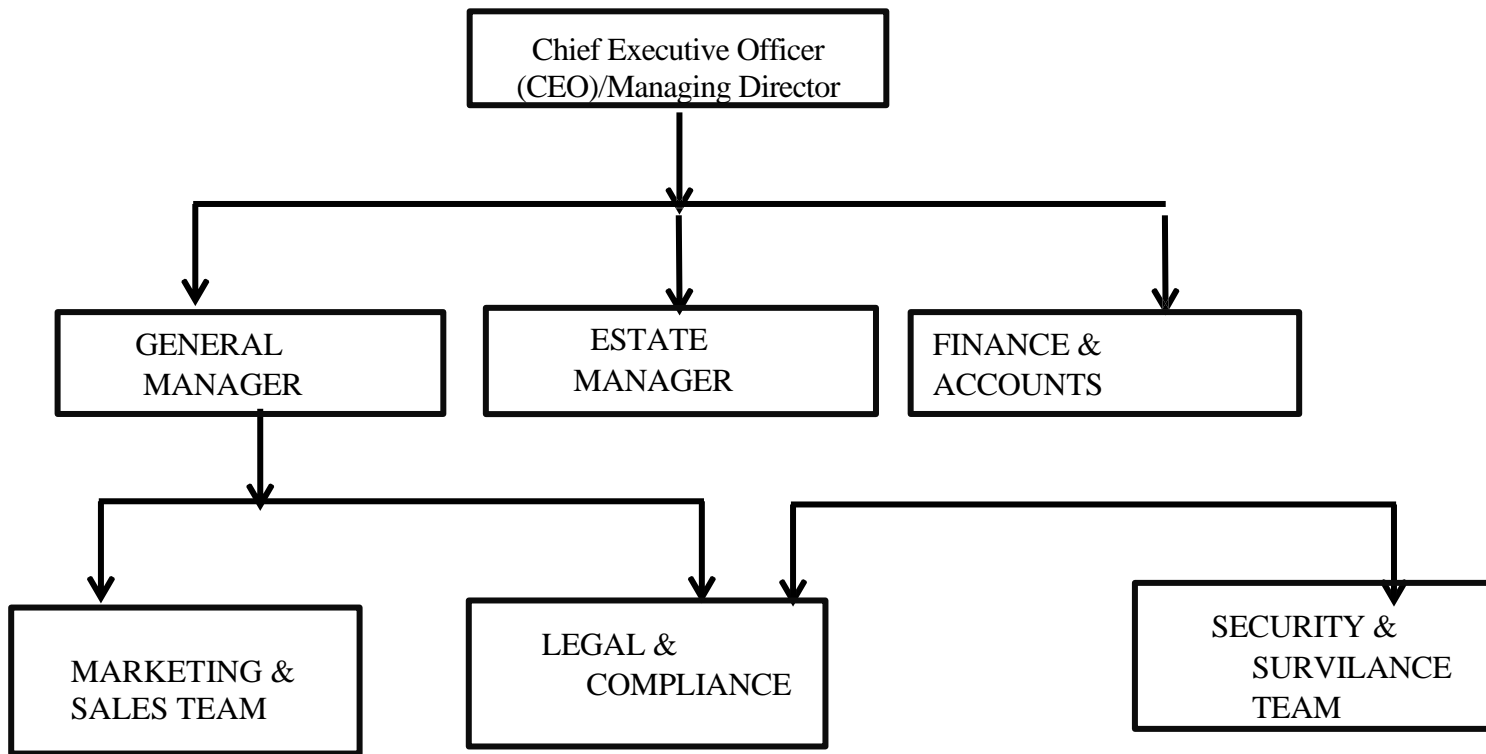 Chief Executive Officer
(CEO)/Managing Director
GENERAL
MANAGER
ESTATE
MANAGER
FINANCE &
ACCOUNTS
MARKETING &
SALES TEAM
LEGAL &
COMPLIANCE
SECURITY &
SURVILANCE
TEAM